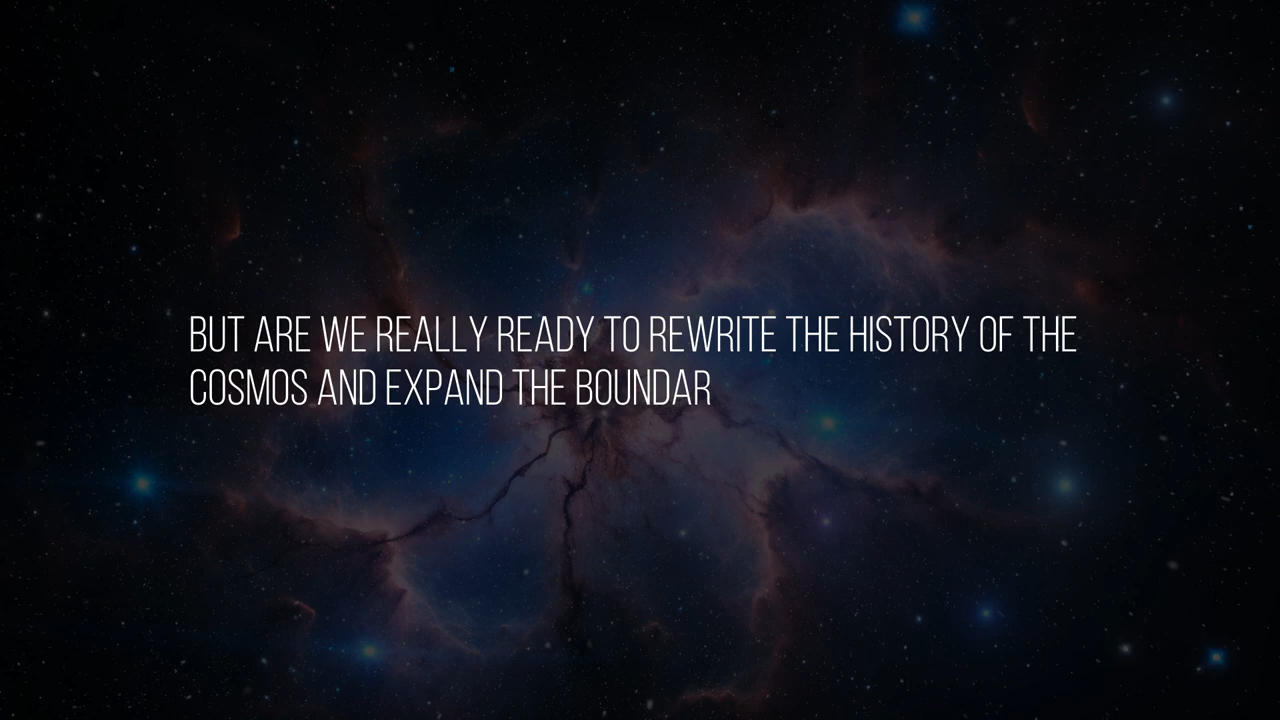 BUT ARE WE REALLY READY TO REWRITE THE HISTORY OF THE
COSMOS AND EXPAND THE BOUNDAR